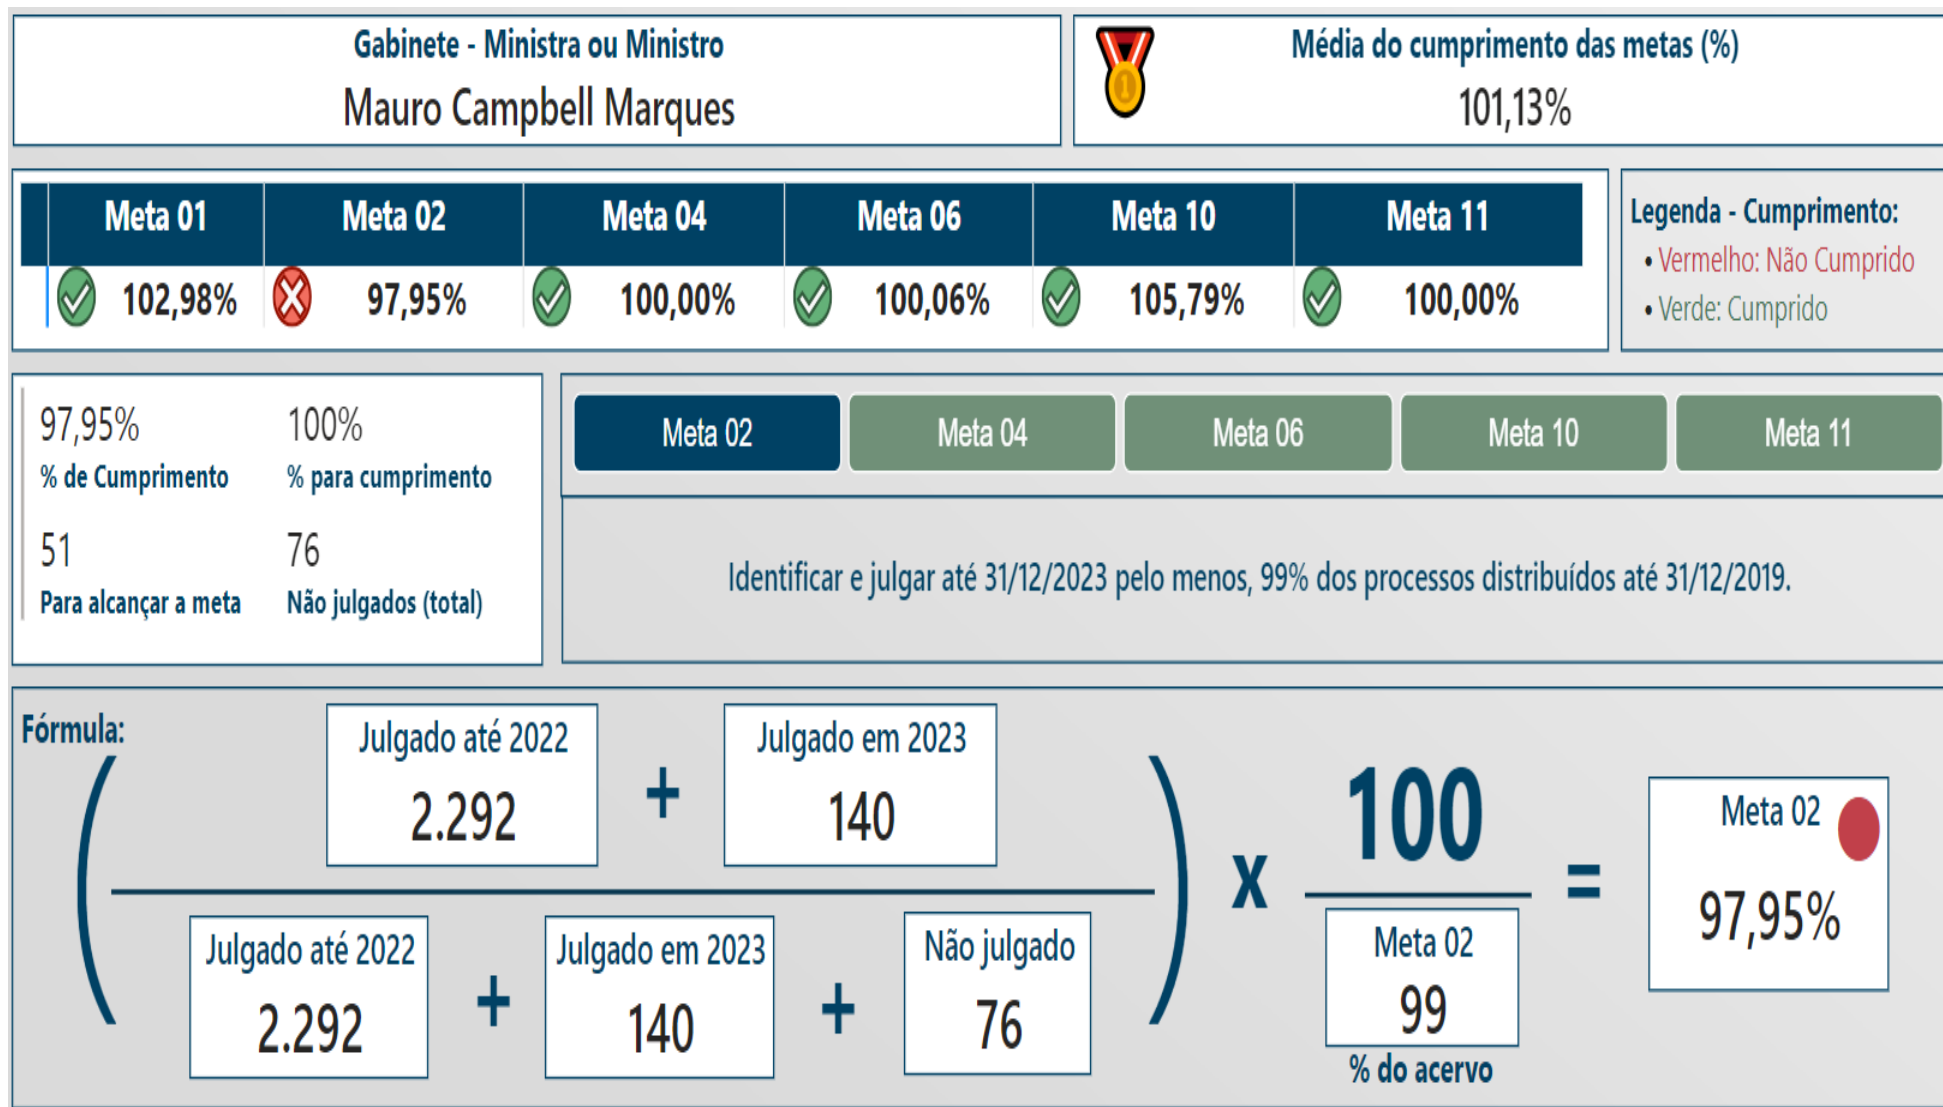 Gabinete - Ministra ou Ministro
Mauro Campbell Marques
1
Média do cumprimento das metas (%)
101,13%
Meta 01 Meta 02 Meta 04 Meta 06 Meta 10 Meta 11
102,98% 97,95% 100,00% 100,06% 105,79% 100,00%
Legenda - Cumprimento:
• Vermelho: Não Cumprido
• Verde: Cumprido
97,95% 100%
% de Cumprimento % para cumprimento
51 76
Para alcançar a meta Não julgados (total)
Meta 02 Meta 04 Meta 06 Meta 10 Meta 11
Identificar e julgar até 31/12/2023 pelo menos, 99% dos processos distribuídos até 31/12/2019.
Fórmula:
( Julgado até 2022 + Julgado em 2023 )
2.292 140
Julgado até 2022 + Julgado em 2023 + Não julgado
2.292 140 76
x
100
Meta 02
99
% do acervo
=
Meta 02
97,95%